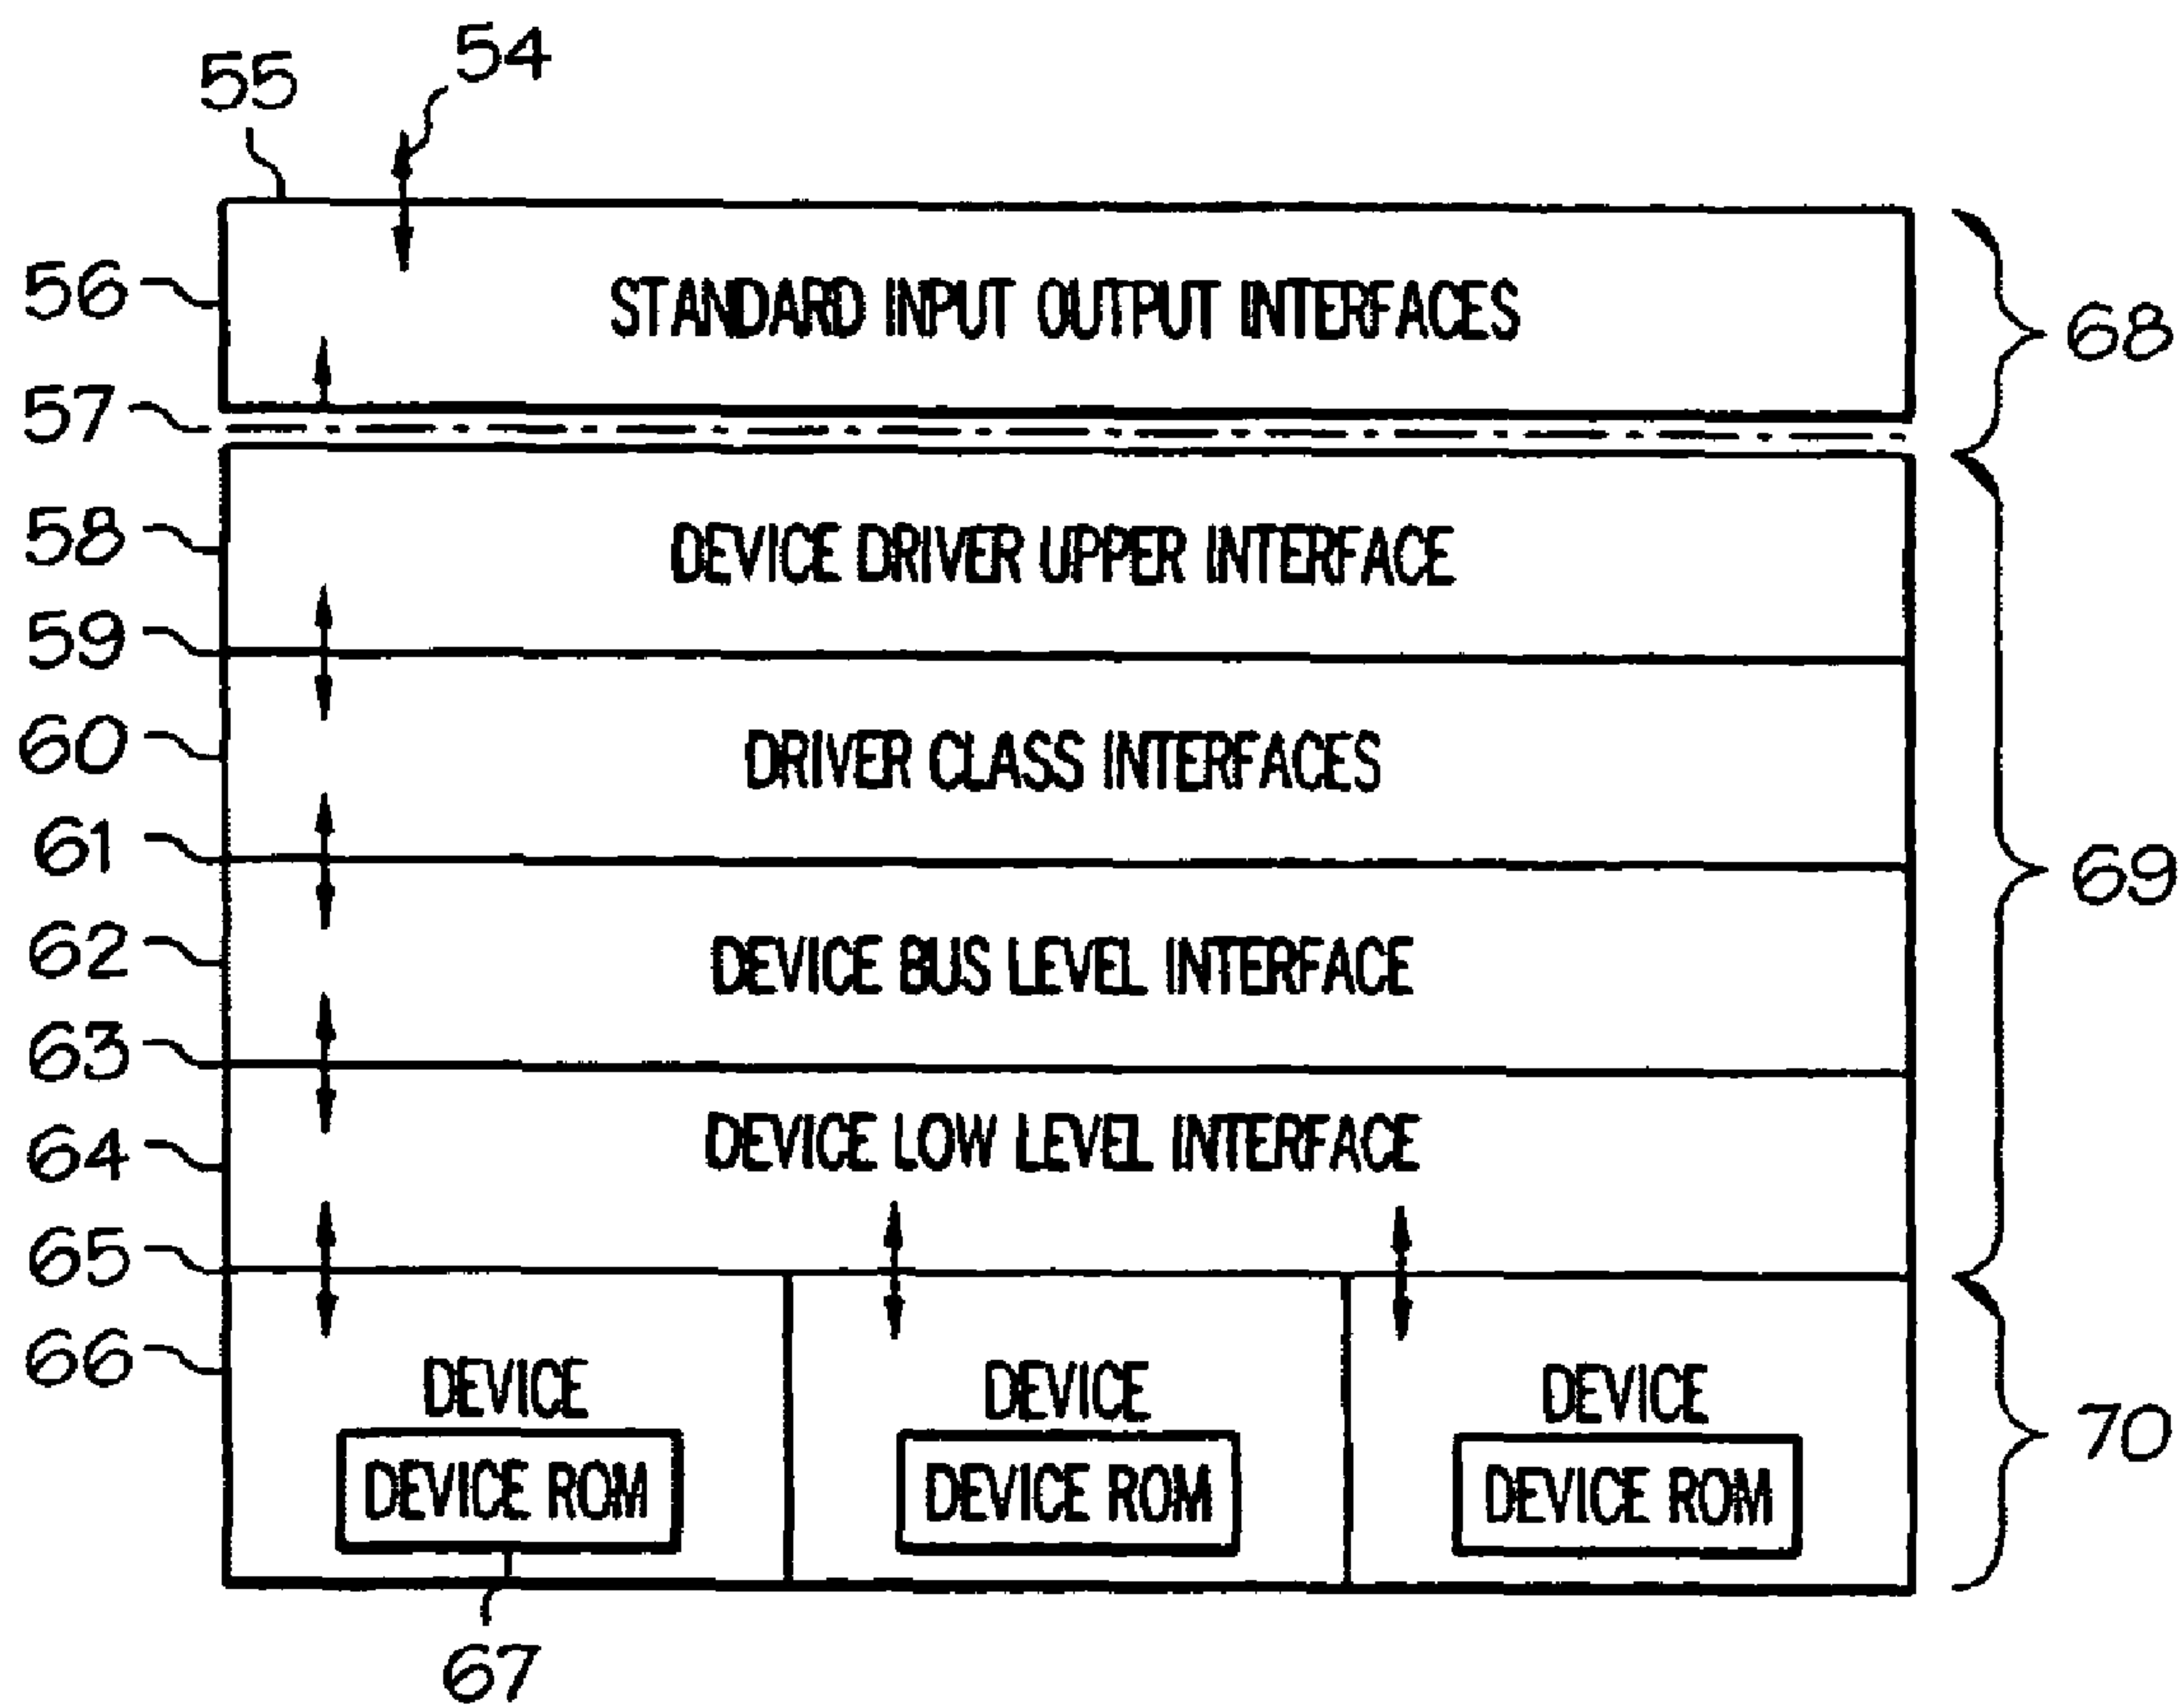 54
55
56 STANDARD INPUT OUTPUT INTERFACES 68
57
58 DEVICE DRIVER UPPER INTERFACE
59
60 DRIVER CLASS INTERFACES
61 69
62 DEVICE BUS LEVEL INTERFACE
63
64 DEVICE LOW LEVEL INTERFACE
65
66 DEVICE DEVICE DEVICE
70
DEVICE ROM DEVICE ROM DEVICE ROM
67